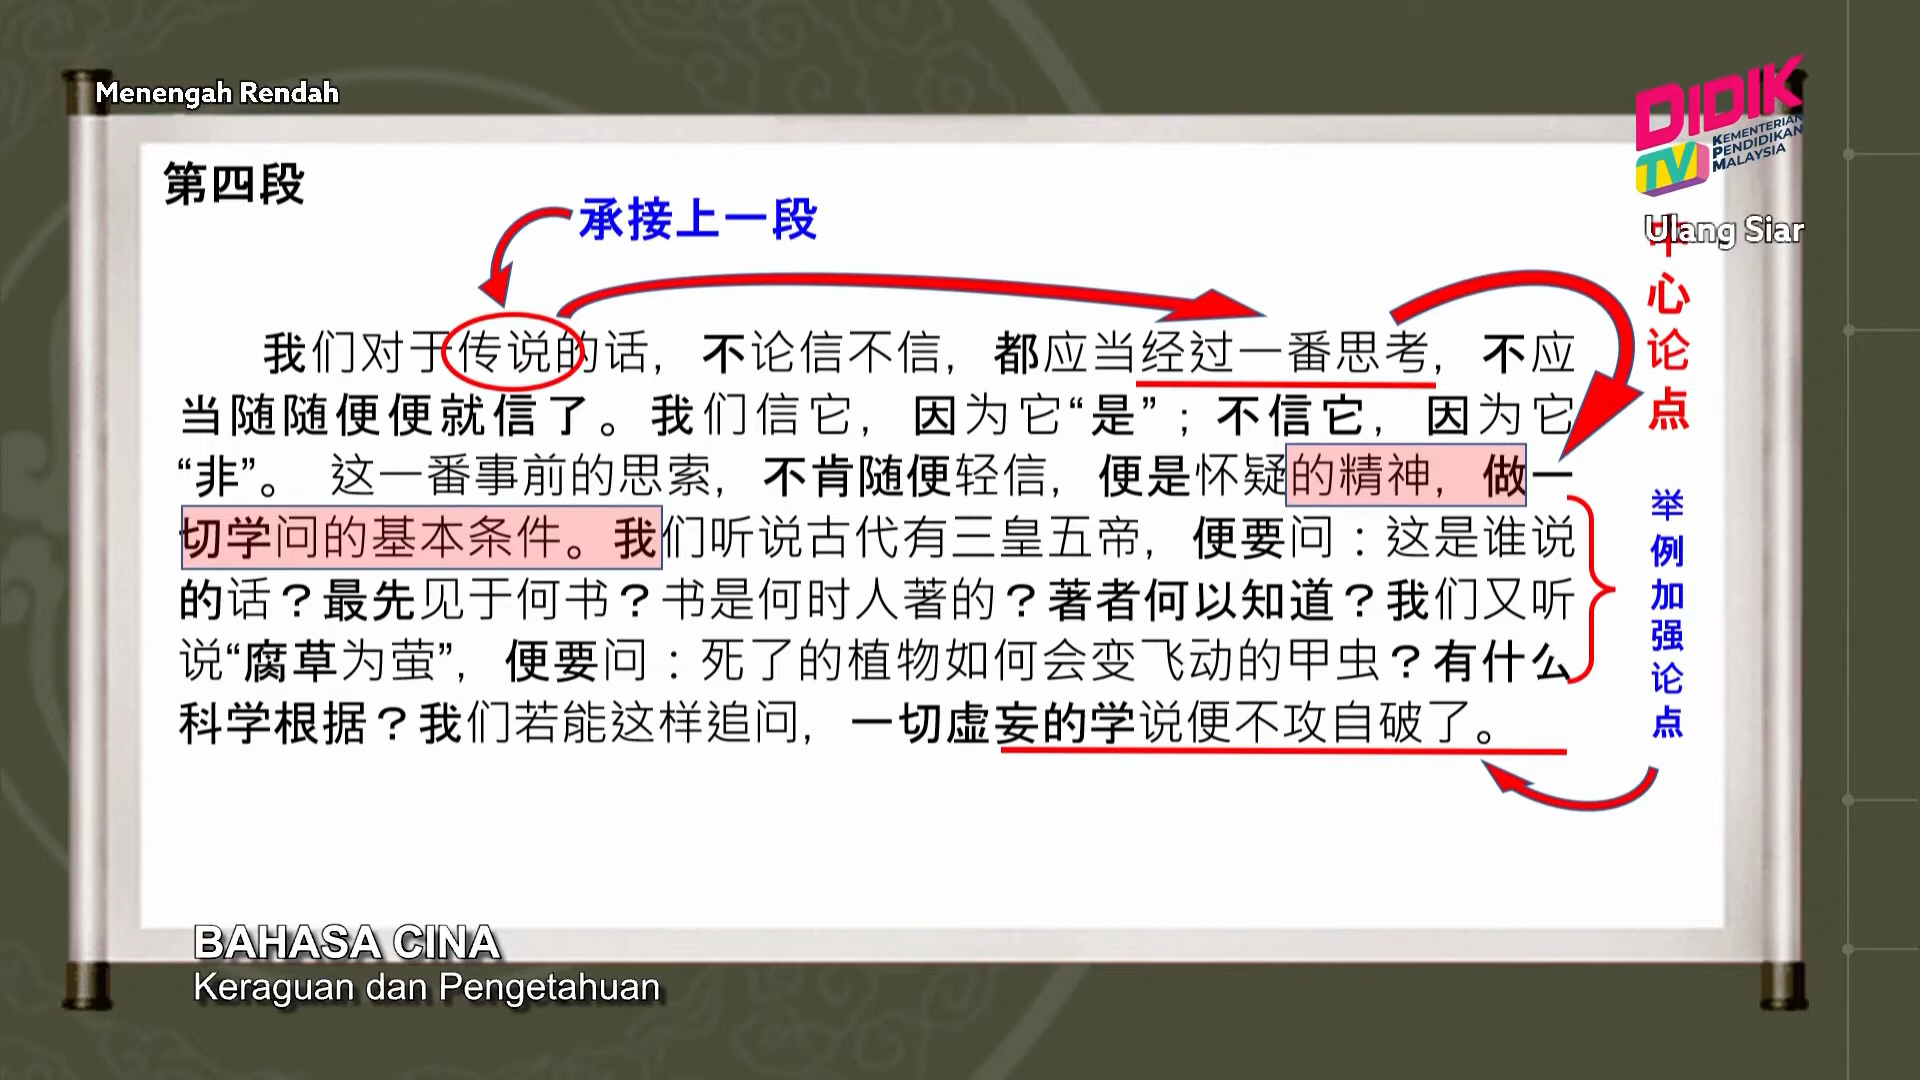 Menengah Rendah
DIDIK
TV
KEMENTERIAN
PENDIDIKAN
MALAYSIA
Ulang Siar
第四段
承接上一段
中心论点
我们对于传说的话，不论信不信，都应当经过一番思考，不应
当随随便便就信了。我们信它，因为它“是”；不信它，因为它
“非”。 这一番事前的思索，不肯随便轻信，便是怀疑的精神，做一
切学问的基本条件。我们听说古代有三皇五帝，便要问：这是谁说
的话？最先见于何书？书是何时人著的？著者何以知道？我们又听
说“腐草为萤”，便要问：死了的植物如何会变飞动的甲虫？有什么
科学根据？我们若能这样追问，一切虚妄的学说便不攻自破了。
举例加强论点
BAHASA CINA
Keraguan dan Pengetahuan